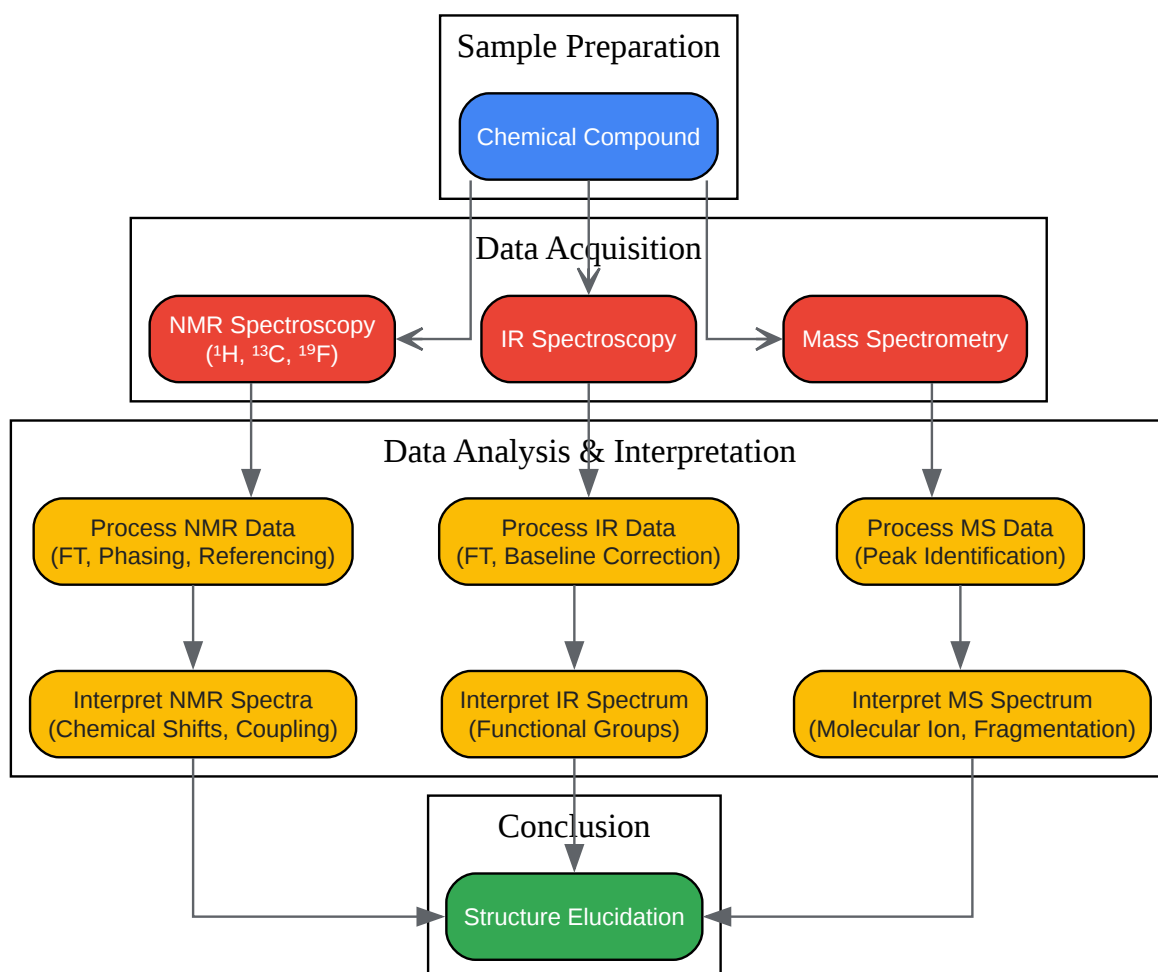 Sample Preparation
Chemical Compound
Data Acquisition
NMR Spectroscopy
(¹H, ¹³C, ¹⁹F)
IR Spectroscopy
Mass Spectrometry
Data Analysis & Interpretation
Process NMR Data
(FT, Phasing, Referencing)
Process IR Data
(FT, Baseline Correction)
Process MS Data
(Peak Identification)
Interpret NMR Spectra
(Chemical Shifts, Coupling)
Interpret IR Spectrum
(Functional Groups)
Interpret MS Spectrum
(Molecular Ion, Fragmentation)
Conclusion
Structure Elucidation